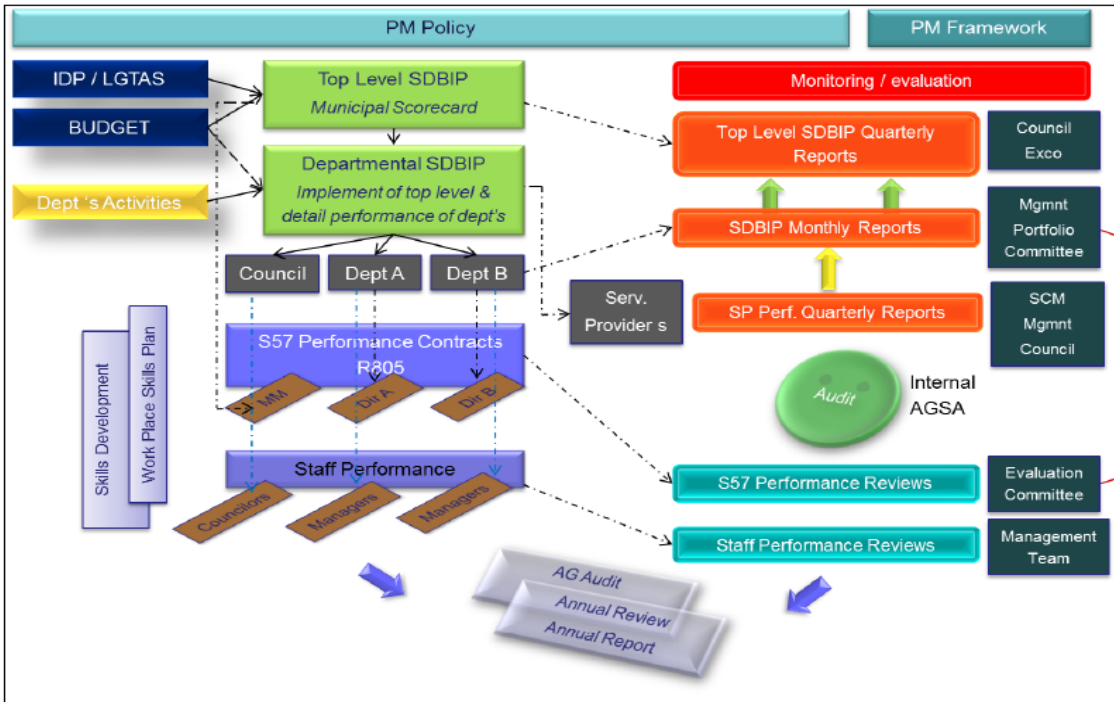 PM Policy
PM Framework
IDP / LGTAS
BUDGET
Dept 's Activities
Top Level SDBIP
Municipal Scorecard
Departmental SDBIP
Implement of top level &
detail performance of dept's
Council
Dept A
Dept B
Serv.
Provider s
S57 Performance Contracts
R805
MM
Dir A
Dir B
Staff Performance
Councilors
Managers
Managers
Skills Development
Work Place Skills Plan
Monitoring / evaluation
Top Level SDBIP Quarterly
Reports
Council
Exco
SDBIP Monthly Reports
Mgmnt
Portfolio
Committee
SP Perf. Quarterly Reports
SCM
Mgmnt
Council
Audit
Internal
AGSA
S57 Performance Reviews
Evaluation
Committee
Staff Performance Reviews
Management
Team
AG Audit
Annual Review
Annual Report